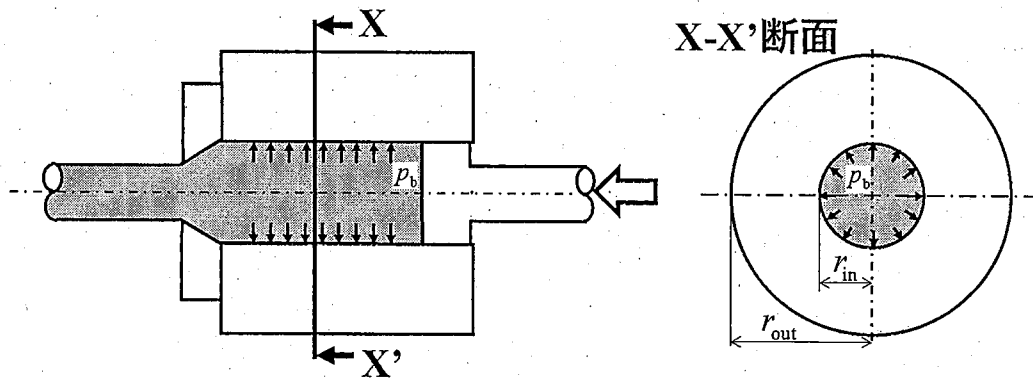 X
X-X'断面
p_b
p_b
r_in
r_out
X'